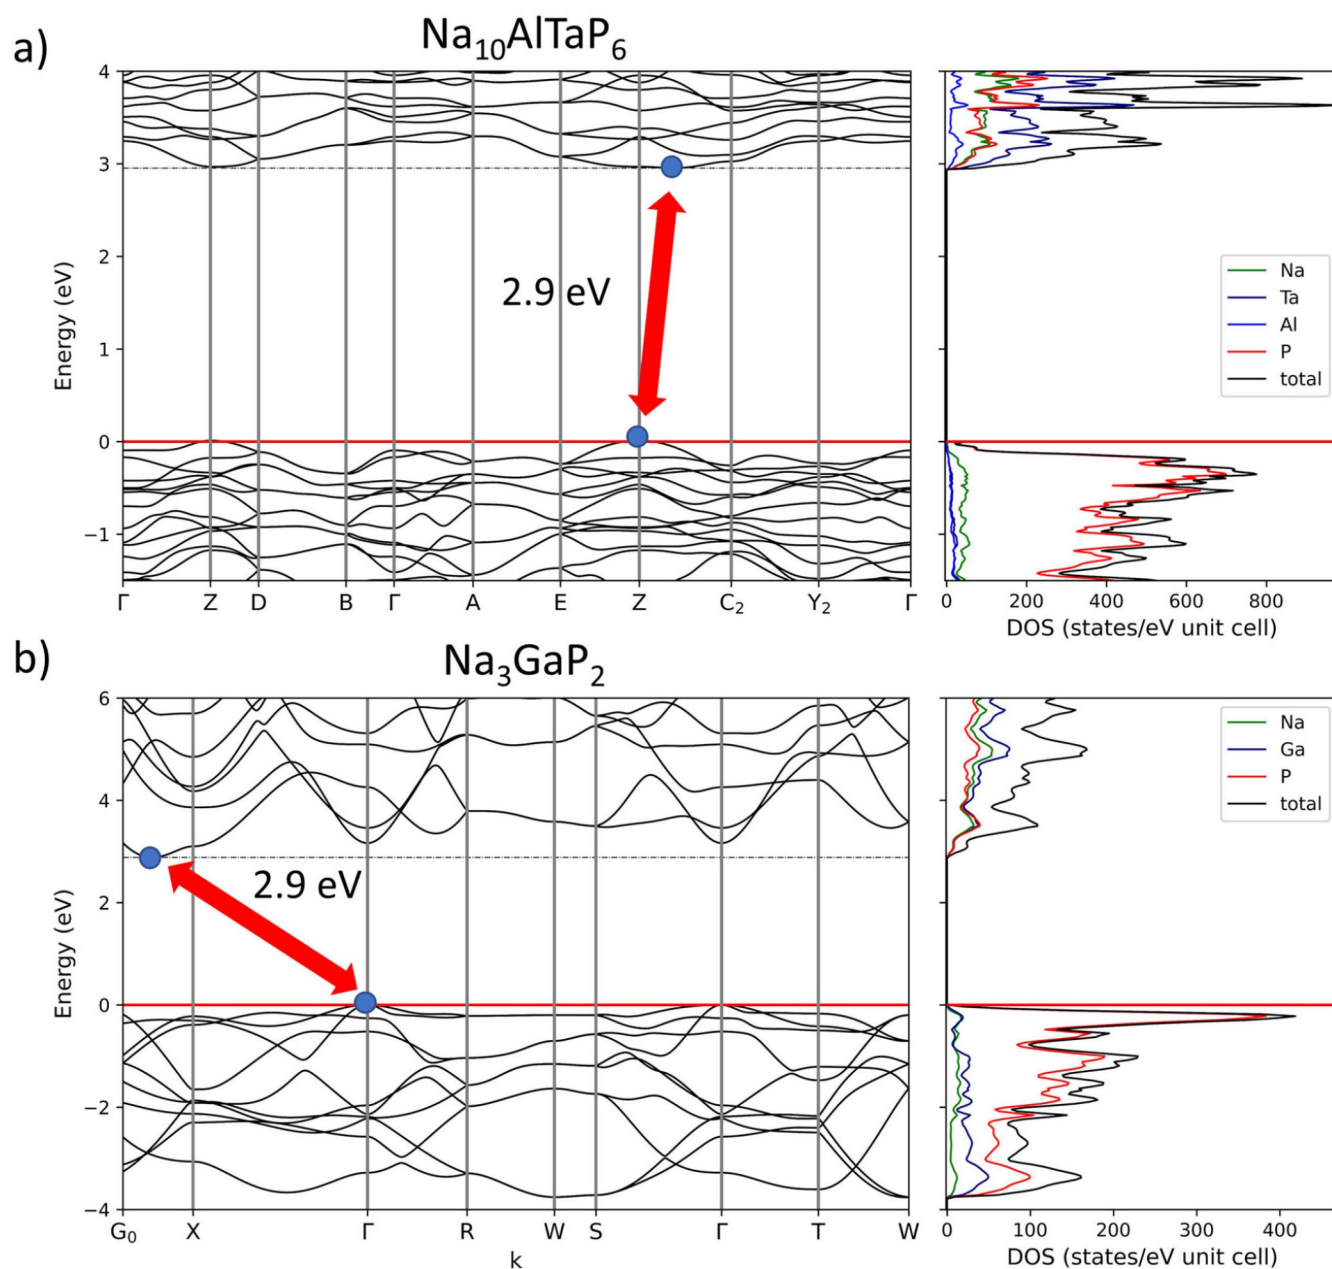 a)
Na₁₀AlTaP₆
4
3
2
1
0
−1
Energy (eV)
2.9 eV
Γ Z D B Γ A E Z C₂ Y₂ Γ
Na
Ta
Al
P
total
0 200 400 600 800
DOS (states/eV unit cell)
b)
Na₃GaP₂
6
4
2
0
−2
−4
Energy (eV)
2.9 eV
G₀ X Γ R W S Γ T W
k
Na
Ga
P
total
0 100 200 300 400
DOS (states/eV unit cell)